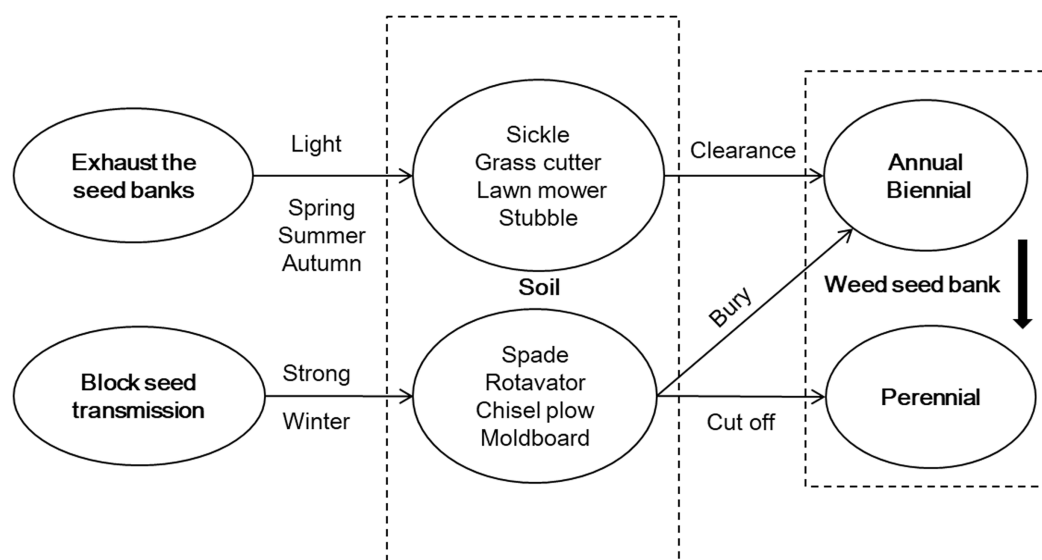 Exhaust the
seed banks
Light
Spring
Summer
Autumn
Sickle
Grass cutter
Lawn mower
Stubble
Clearance
Annual
Biennial
Soil
Bury
Weed seed bank
Block seed
transmission
Strong
Winter
Spade
Rotavator
Chisel plow
Moldboard
Cut off
Perennial